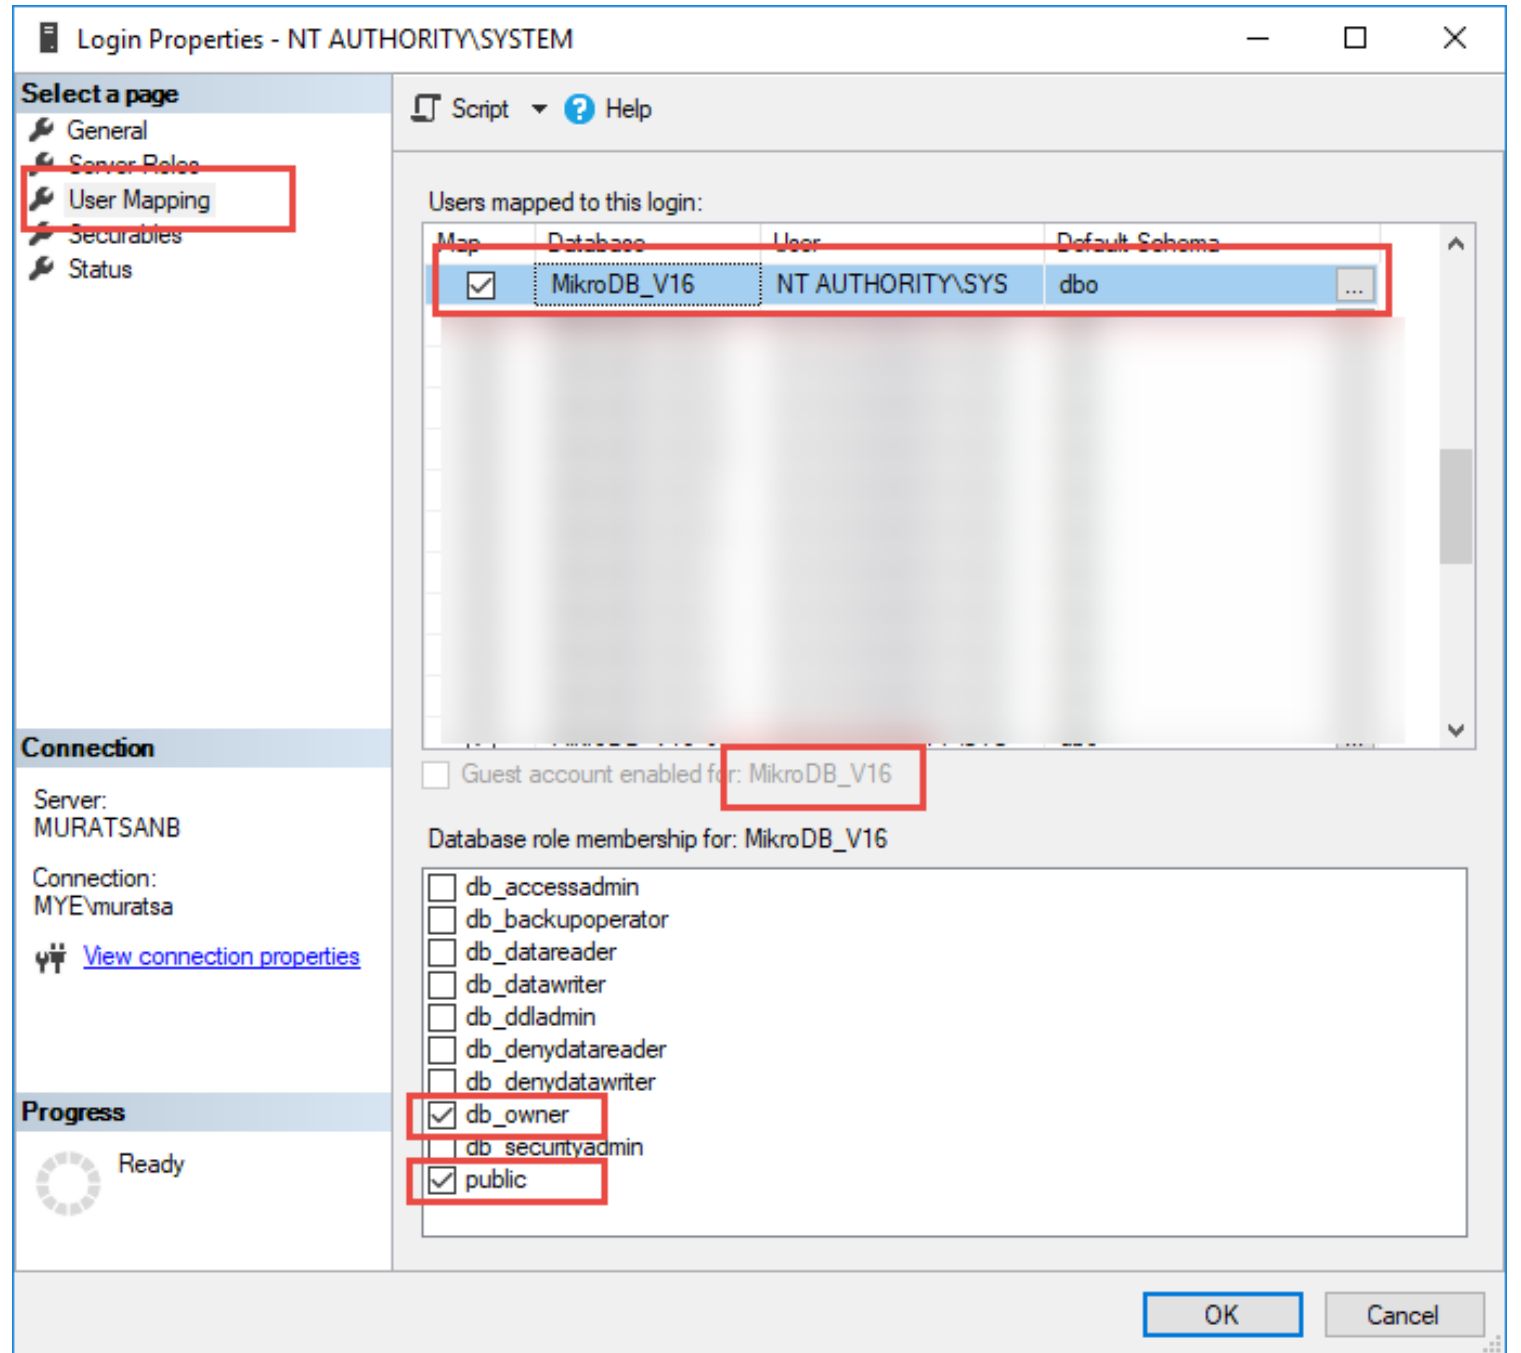 Login Properties - NT AUTHORITY\SYSTEM
Select a page
General
Server Roles
User Mapping
Securables
Status
Script
Help
Users mapped to this login:
Map Database User Default Schema
MikroDB_V16 NT AUTHORITY\SYS dbo ...
Guest account enabled for: MikroDB_V16
Database role membership for: MikroDB_V16
db_accessadmin
db_backupoperator
db_datareader
db_datawriter
db_ddladmin
db_denydatareader
db_denydatawriter
db_owner
db_securityadmin
public
Connection
Server:
MURATSANB
Connection:
MYE\muratsa
View connection properties
Progress
Ready
OK
Cancel